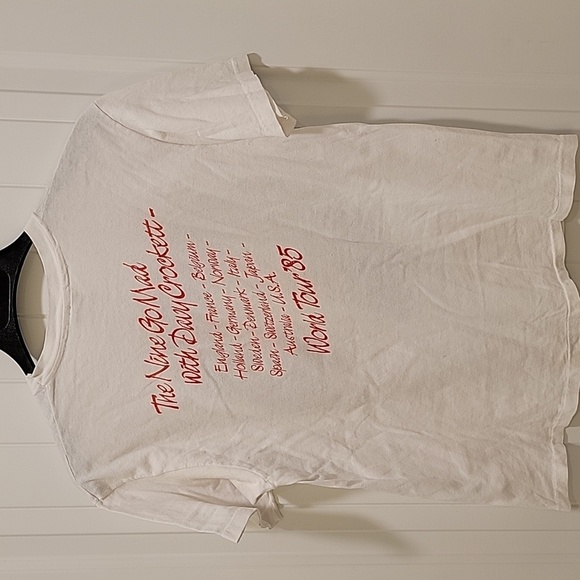 The Nine Go Mad
With Davy Crockett -
England - France - Belgium -
Holland - Germany - Norway -
Sweden - Denmark - Italy -
Spain - Switzerland - Japan -
Australia - U.S.A.
World Tour '85